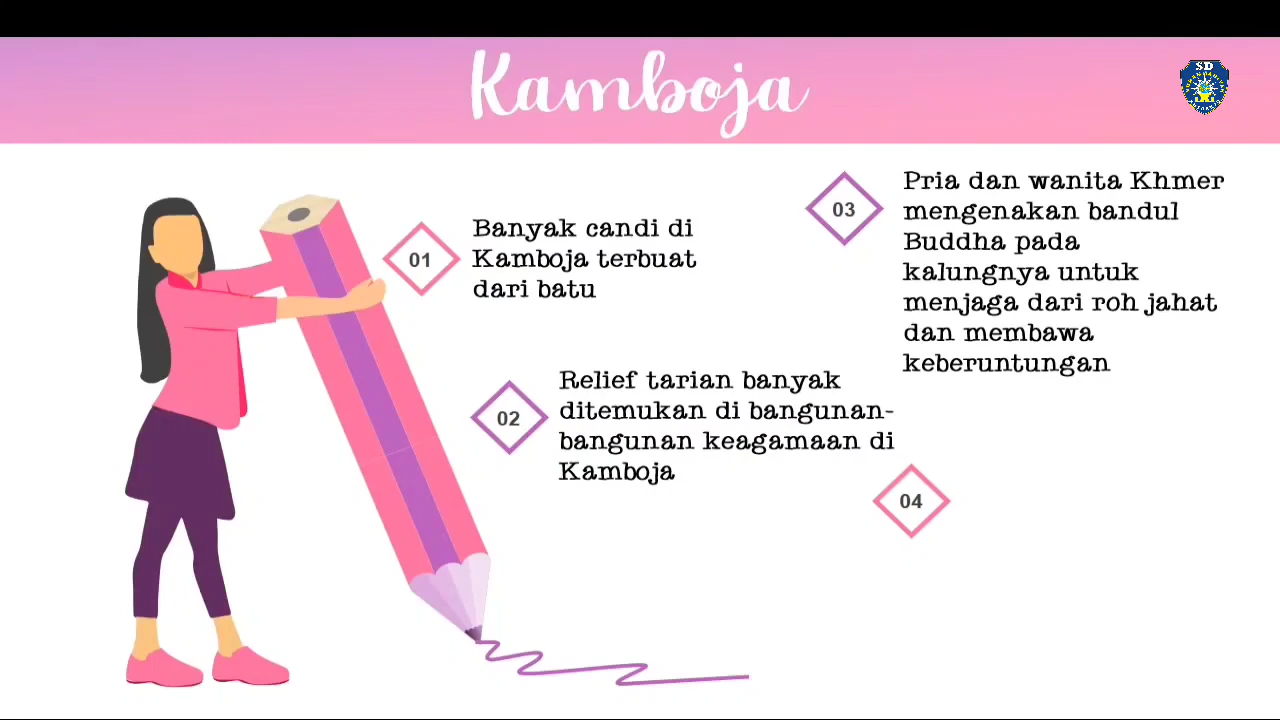 Kamboja
SD
01
Banyak candi di
Kamboja terbuat
dari batu
02
Relief tarian banyak
ditemukan di bangunan-
bangunan keagamaan di
Kamboja
03
Pria dan wanita Khmer
mengenakan bandul
Buddha pada
kalungnya untuk
menjaga dari roh jahat
dan membawa
keberuntungan
04